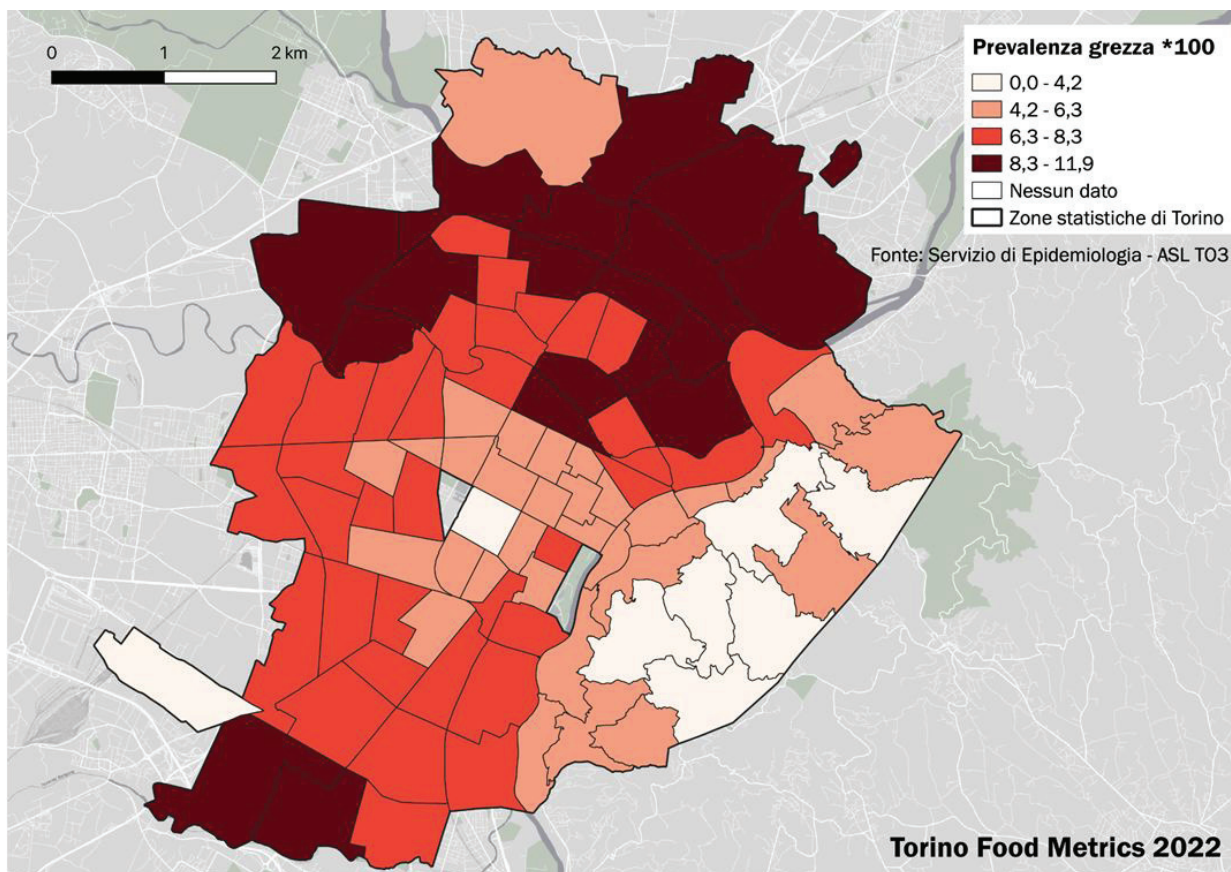 0 1 2 km
Prevalenza grezza *100
0,0 - 4,2
4,2 - 6,3
6,3 - 8,3
8,3 - 11,9
Nessun dato
Zone statistiche di Torino
Fonte: Servizio di Epidemiologia - ASL TO3
Torino Food Metrics 2022